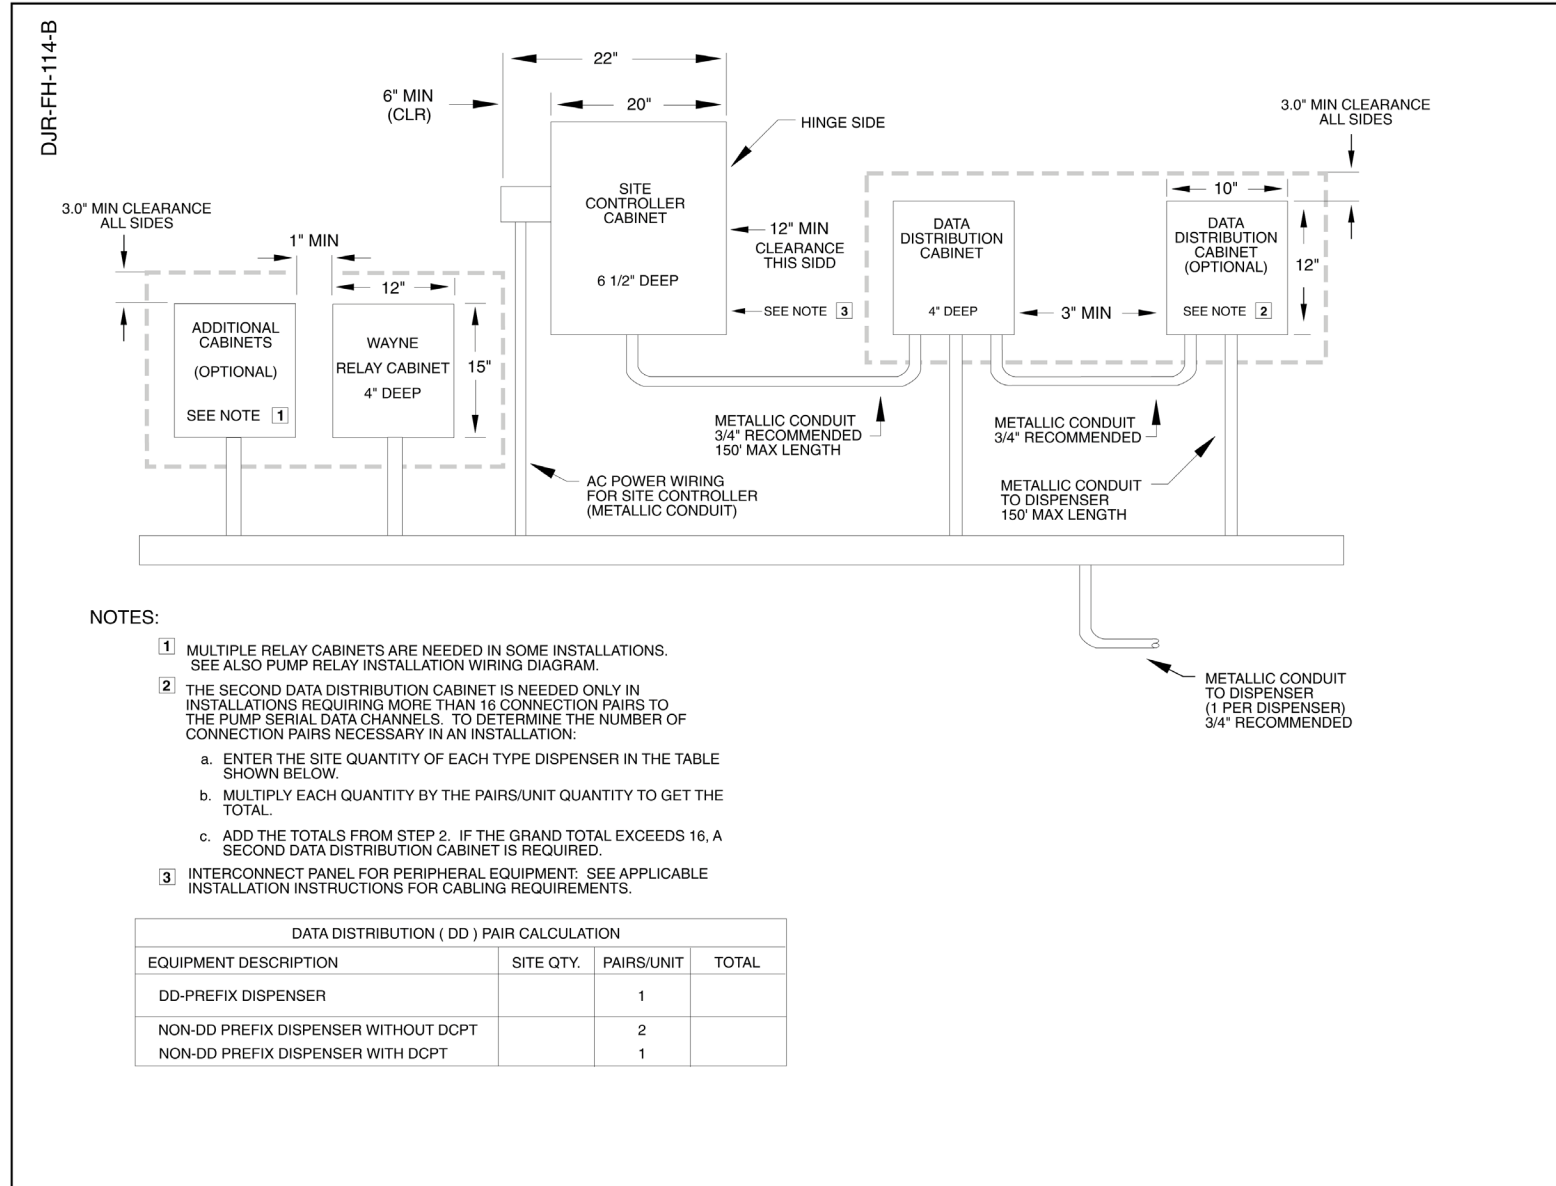 DJR-FH-114-B
22"
6" MIN
(CLR)
20"
HINGE SIDE
3.0" MIN CLEARANCE
ALL SIDES
SITE
CONTROLLER
CABINET
6 1/2" DEEP
12" MIN
CLEARANCE
THIS SIDD
SEE NOTE 3
DATA
DISTRIBUTION
CABINET
4" DEEP
3" MIN
10"
DATA
DISTRIBUTION
CABINET
(OPTIONAL)
SEE NOTE 2
12"
3.0" MIN CLEARANCE
ALL SIDES
1" MIN
12"
ADDITIONAL
CABINETS
(OPTIONAL)
SEE NOTE 1
WAYNE
RELAY CABINET
4" DEEP
15"
METALLIC CONDUIT
3/4" RECOMMENDED
150' MAX LENGTH
METALLIC CONDUIT
3/4" RECOMMENDED
AC POWER WIRING
FOR SITE CONTROLLER
(METALLIC CONDUIT)
METALLIC CONDUIT
TO DISPENSER
150' MAX LENGTH
METALLIC CONDUIT
TO DISPENSER
(1 PER DISPENSER)
3/4" RECOMMENDED
NOTES:
1 MULTIPLE RELAY CABINETS ARE NEEDED IN SOME INSTALLATIONS.
SEE ALSO PUMP RELAY INSTALLATION WIRING DIAGRAM.
2 THE SECOND DATA DISTRIBUTION CABINET IS NEEDED ONLY IN
INSTALLATIONS REQUIRING MORE THAN 16 CONNECTION PAIRS TO
THE PUMP SERIAL DATA CHANNELS. TO DETERMINE THE NUMBER OF
CONNECTION PAIRS NECESSARY IN AN INSTALLATION:
a. ENTER THE SITE QUANTITY OF EACH TYPE DISPENSER IN THE TABLE
SHOWN BELOW.
b. MULTIPLY EACH QUANTITY BY THE PAIRS/UNIT QUANTITY TO GET THE
TOTAL.
c. ADD THE TOTALS FROM STEP 2. IF THE GRAND TOTAL EXCEEDS 16, A
SECOND DATA DISTRIBUTION CABINET IS REQUIRED.
3 INTERCONNECT PANEL FOR PERIPHERAL EQUIPMENT: SEE APPLICABLE
INSTALLATION INSTRUCTIONS FOR CABLING REQUIREMENTS.
DATA DISTRIBUTION ( DD ) PAIR CALCULATION
EQUIPMENT DESCRIPTION SITE QTY. PAIRS/UNIT TOTAL
DD-PREFIX DISPENSER 1
NON-DD PREFIX DISPENSER WITHOUT DCPT 2
NON-DD PREFIX DISPENSER WITH DCPT 1